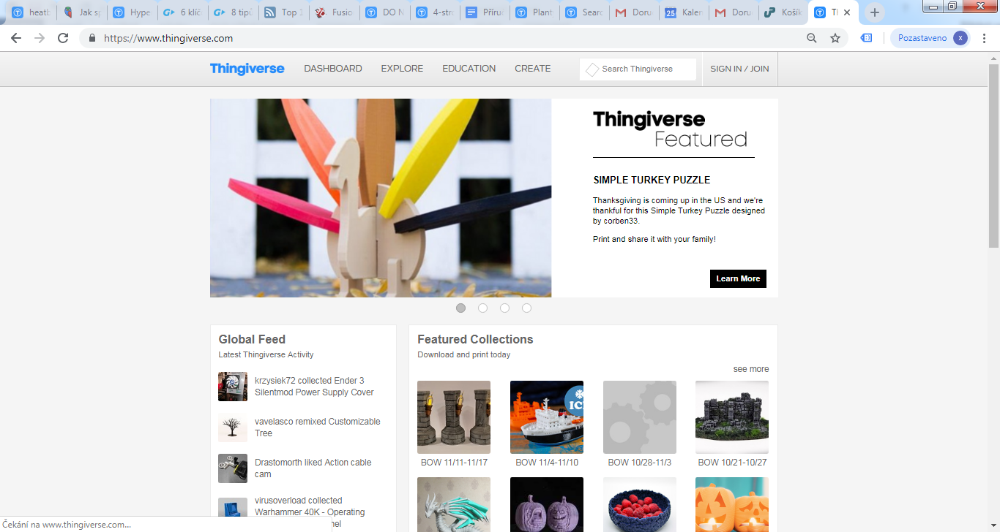 heatb
Jak sp
Hype
6 klíč
8 tipů
Top 1
Fusio
DO N
4-stro
Příru
Plant
Searc
Doru
25
Kalen
Doru
Košík
https://www.thingiverse.com
Pozastaveno
x
Thingiverse
DASHBOARD
EXPLORE
EDUCATION
CREATE
Search Thingiverse
SIGN IN / JOIN
Thingiverse
Featured
SIMPLE TURKEY PUZZLE
Thanksgiving is coming up in the US and we're
thankful for this Simple Turkey Puzzle designed
by corben33.
Print and share it with your family!
Learn More
Global Feed
Latest Thingiverse Activity
krzysiek72 collected Ender 3
Silentmod Power Supply Cover
vavelasco remixed Customizable
Tree
Drastomorth liked Action cable
cam
virusoverload collected
Warhammer 40K - Operating
Featured Collections
Download and print today
see more
BOW 11/11-11/17
BOW 11/4-11/10
BOW 10/28-11/3
BOW 10/21-10/27
Čekání na www.thingiverse.com...